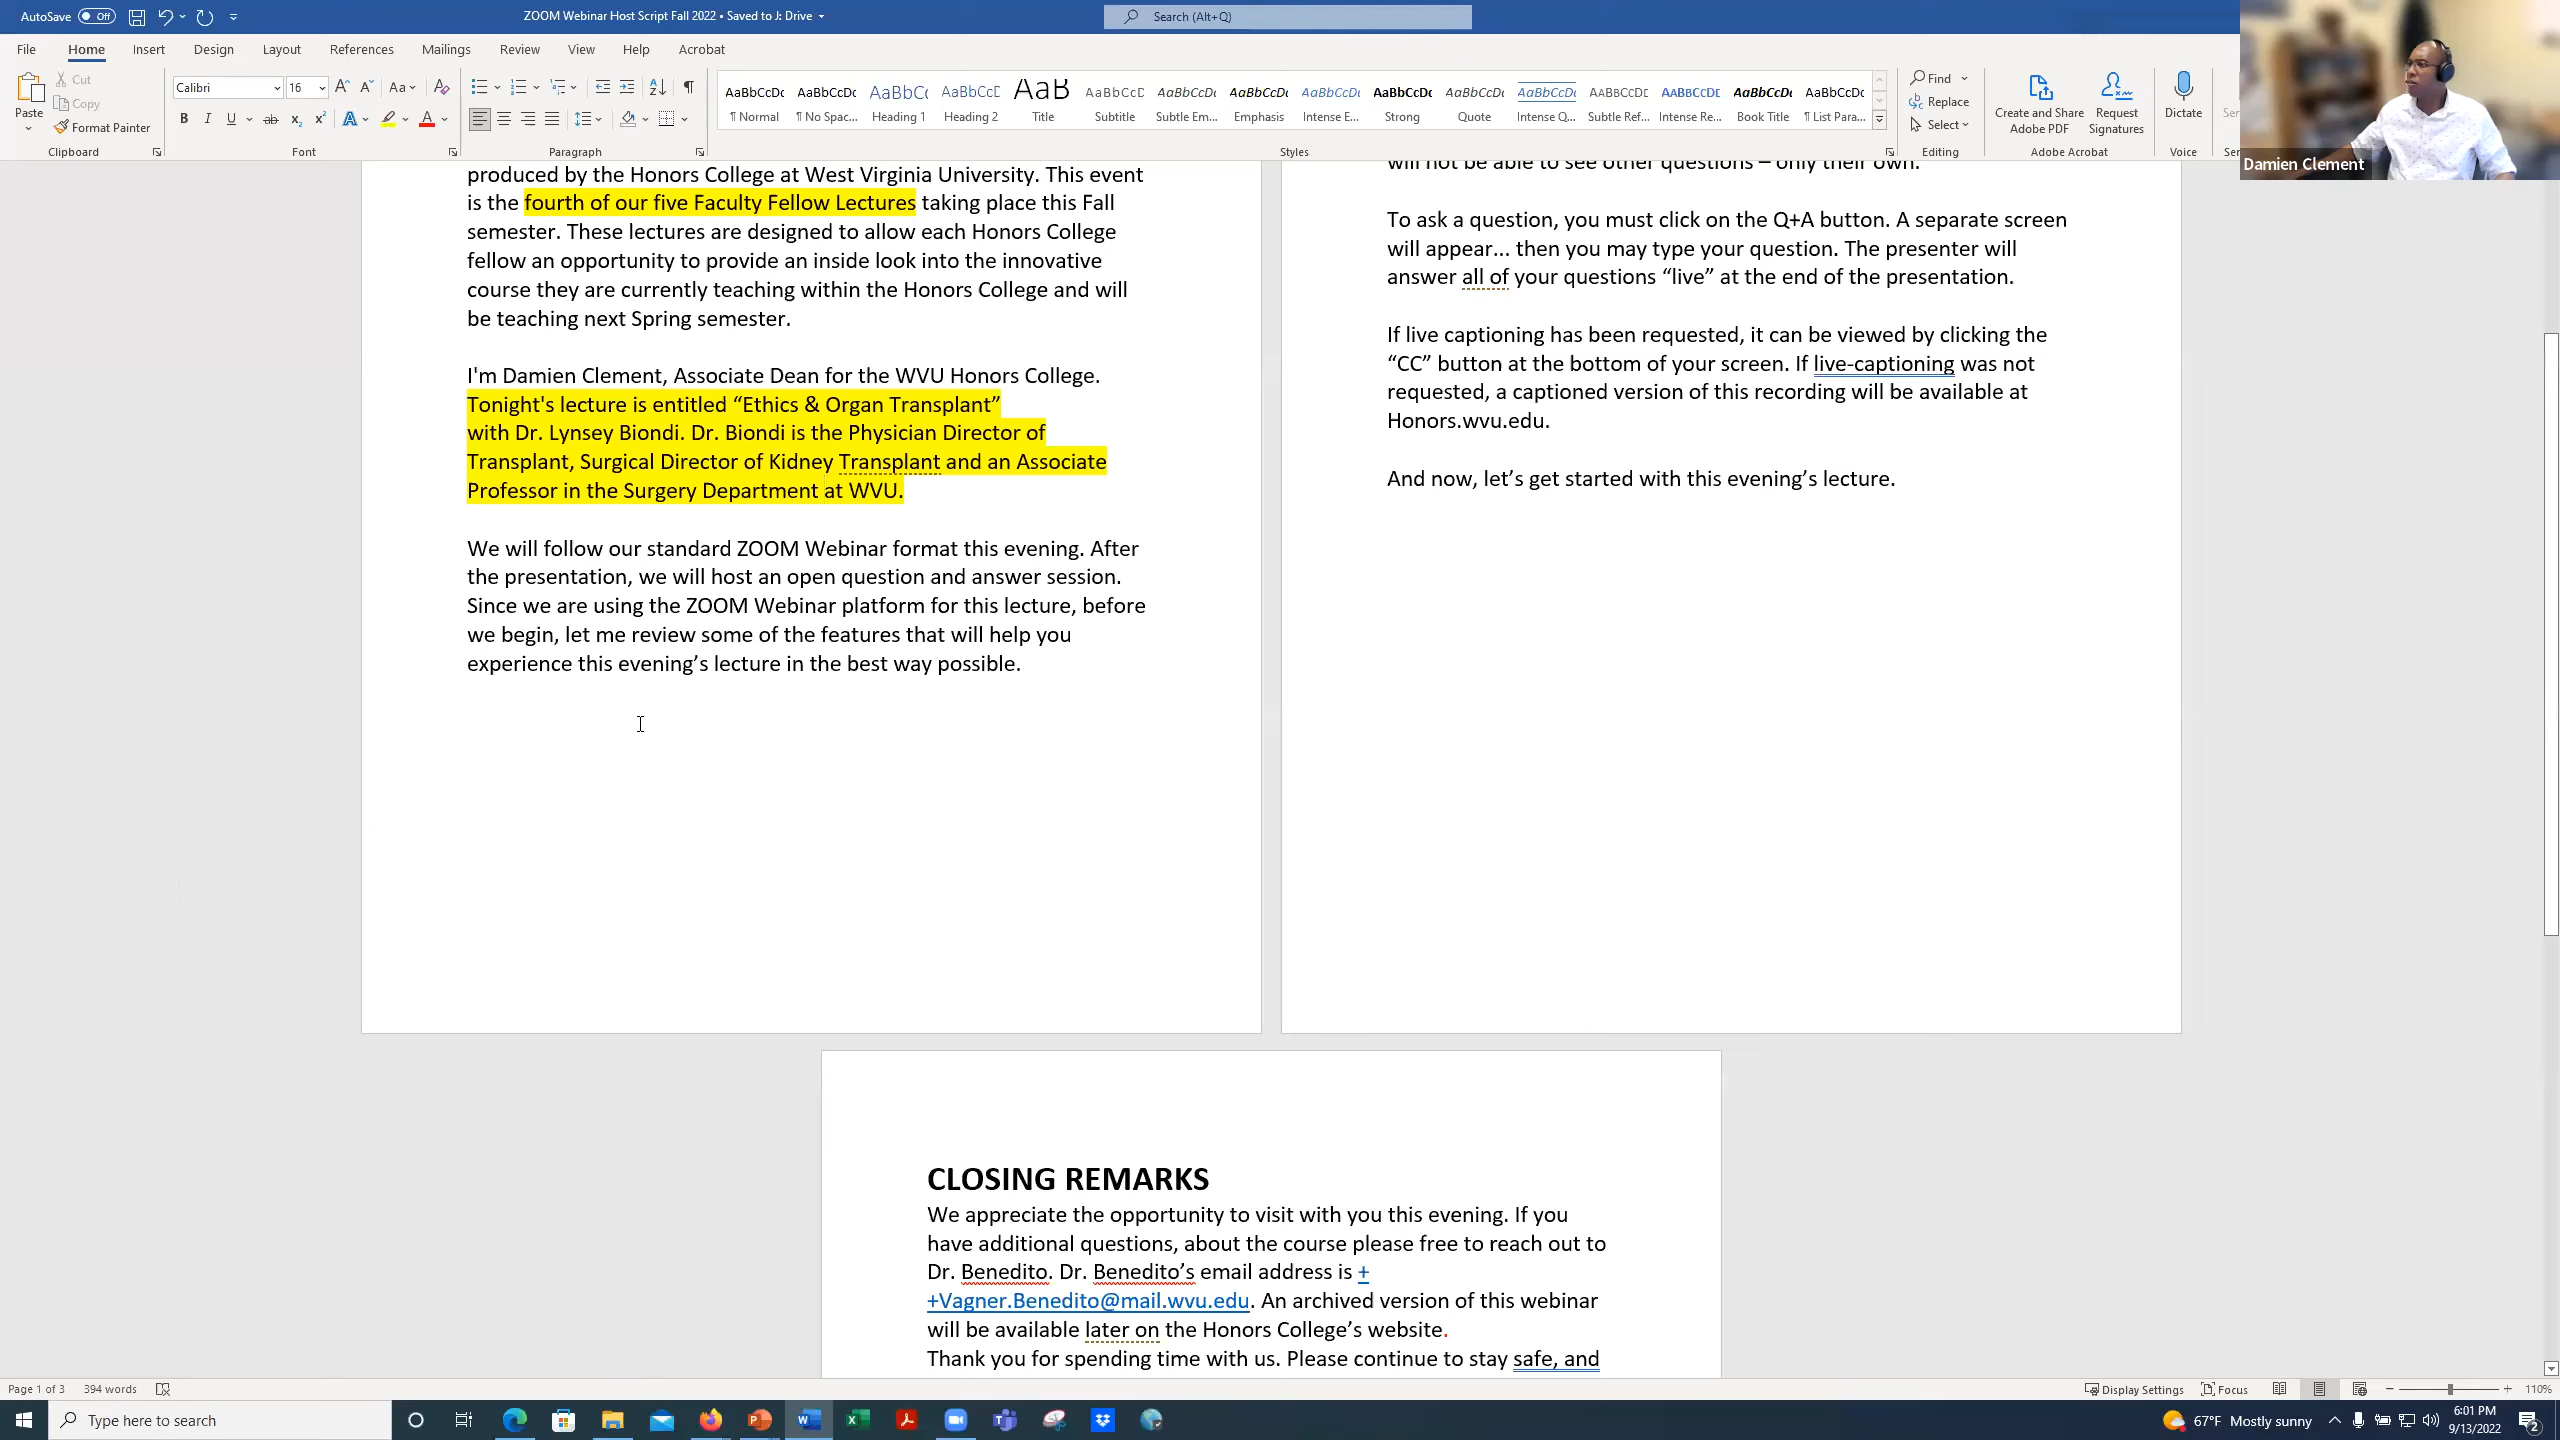 AutoSave Off ZOOM Webinar Host Script Fall 2022 • Saved to J: Drive Search (Alt+Q)
File Home Insert Design Layout References Mailings Review View Help Acrobat
Cut
Copy
Paste
Format Painter
Clipboard
Calibri 16
Font
Paragraph
AaBbCcDc AaBbCcDc AaBbC AaBbCcD AaB AaBbCcD AaBbCcDc AaBbCcDc AaBbCcDc AaBbCcDc AaBbCcDc AaBbCcDc AABBCCDE AABBCCDE AaBbCcDc AaBbCcDc
¶ Normal ¶ No Spac... Heading 1 Heading 2 Title Subtitle Subtle Em... Emphasis Intense E... Strong Quote Intense Q... Subtle Ref... Intense Re... Book Title ¶ List Para...
Styles
Find
Replace
Select
Editing
Create and Share Adobe PDF
Request Signatures
Adobe Acrobat
Dictate
Voice
Damien Clement
produced by the Honors College at West Virginia University. This event
is the fourth of our five Faculty Fellow Lectures taking place this Fall
semester. These lectures are designed to allow each Honors College
fellow an opportunity to provide an inside look into the innovative
course they are currently teaching within the Honors College and will
be teaching next Spring semester.
I'm Damien Clement, Associate Dean for the WVU Honors College.
Tonight's lecture is entitled “Ethics & Organ Transplant”
with Dr. Lynsey Biondi. Dr. Biondi is the Physician Director of
Transplant, Surgical Director of Kidney Transplant and an Associate
Professor in the Surgery Department at WVU.
We will follow our standard ZOOM Webinar format this evening. After
the presentation, we will host an open question and answer session.
Since we are using the ZOOM Webinar platform for this lecture, before
we begin, let me review some of the features that will help you
experience this evening’s lecture in the best way possible.
will not be able to see other questions – only their own.
To ask a question, you must click on the Q+A button. A separate screen
will appear... then you may type your question. The presenter will
answer all of your questions “live” at the end of the presentation.
If live captioning has been requested, it can be viewed by clicking the
“CC” button at the bottom of your screen. If live-captioning was not
requested, a captioned version of this recording will be available at
Honors.wvu.edu.
And now, let’s get started with this evening’s lecture.
CLOSING REMARKS
We appreciate the opportunity to visit with you this evening. If you
have additional questions, about the course please free to reach out to
Dr. Benedito. Dr. Benedito’s email address is +
+Vagner.Benedito@mail.wvu.edu. An archived version of this webinar
will be available later on the Honors College’s website.
Thank you for spending time with us. Please continue to stay safe, and
Page 1 of 3 394 words Display Settings Focus 110%
Type here to search 67°F Mostly sunny 6:01 PM
9/13/2022